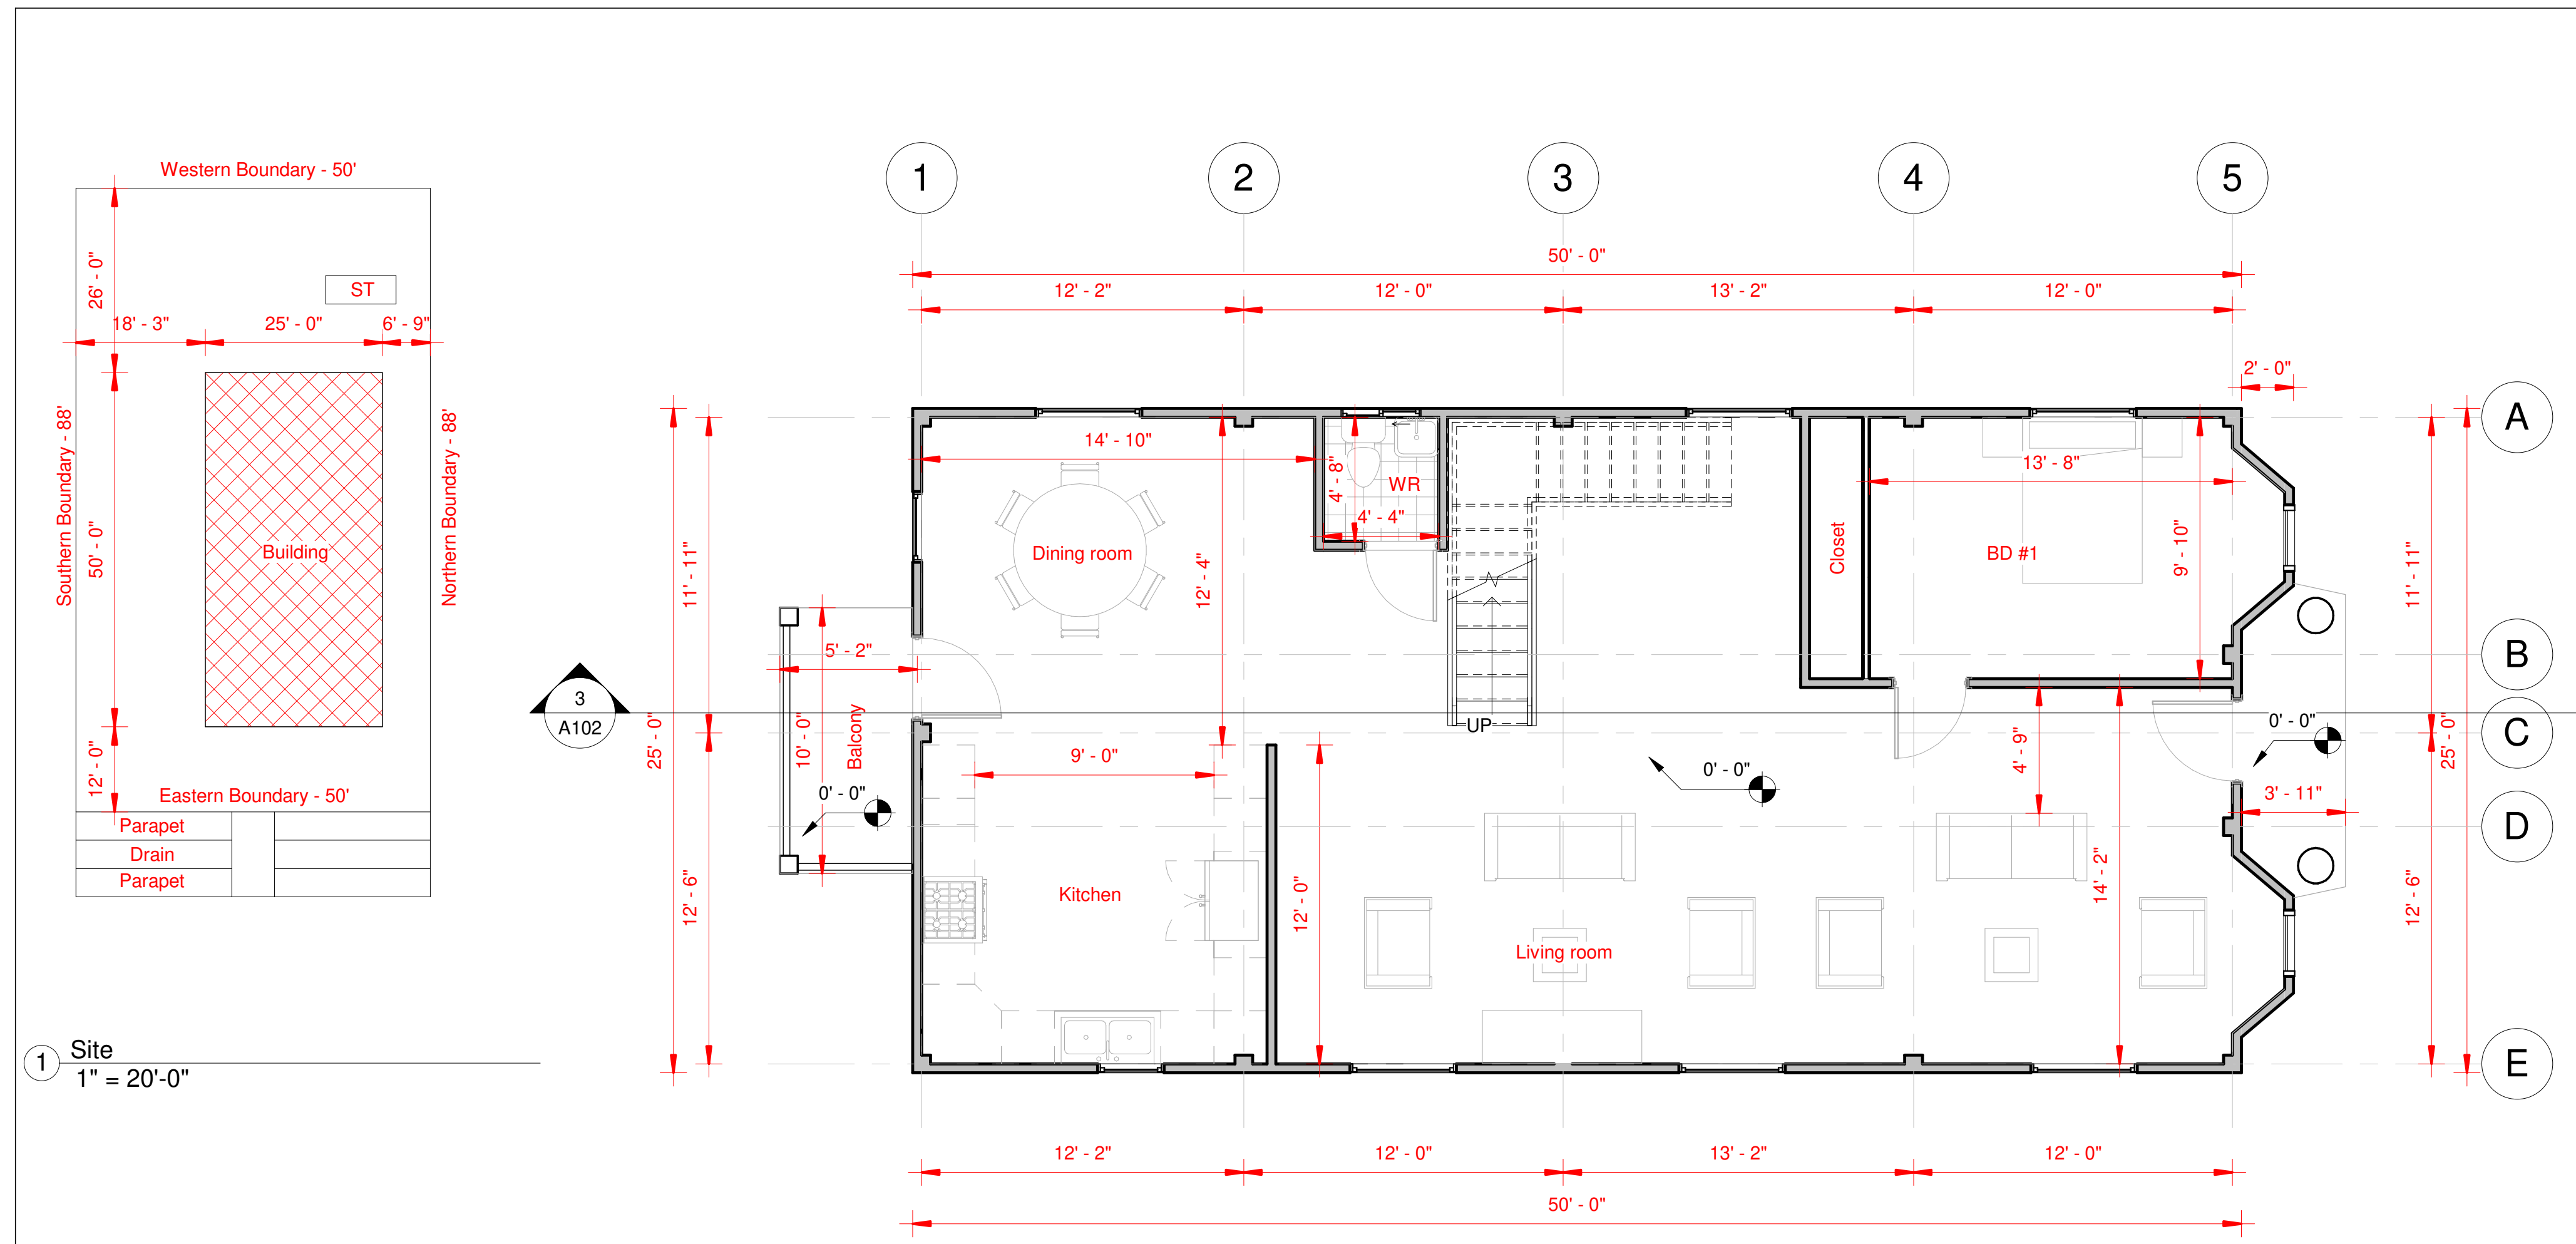 Western Boundary - 50'
26' - 0"
ST
18' - 3"
25' - 0"
6' - 9"
Southern Boundary - 88'
50' - 0"
Building
Northern Boundary - 88'
12' - 0"
Eastern Boundary - 50'
Parapet
Drain
Parapet
1
Site
1" = 20'-0"
1
2
3
4
5
50' - 0"
12' - 2"
12' - 0"
13' - 2"
12' - 0"
2' - 0"
A
B
C
D
E
14' - 10"
4' - 8"
WR
4' - 4"
13' - 8"
Dining room
12' - 4"
Closet
BD #1
9' - 10"
11' - 11"
11' - 11"
5' - 2"
3
A102
25' - 0"
10' - 0"
Balcony
0' - 0"
UP
9' - 0"
0' - 0"
4' - 9"
0' - 0"
25' - 0"
3' - 11"
12' - 6"
Kitchen
12' - 0"
Living room
14' - 2"
12' - 6"
12' - 2"
12' - 0"
13' - 2"
12' - 0"
50' - 0"